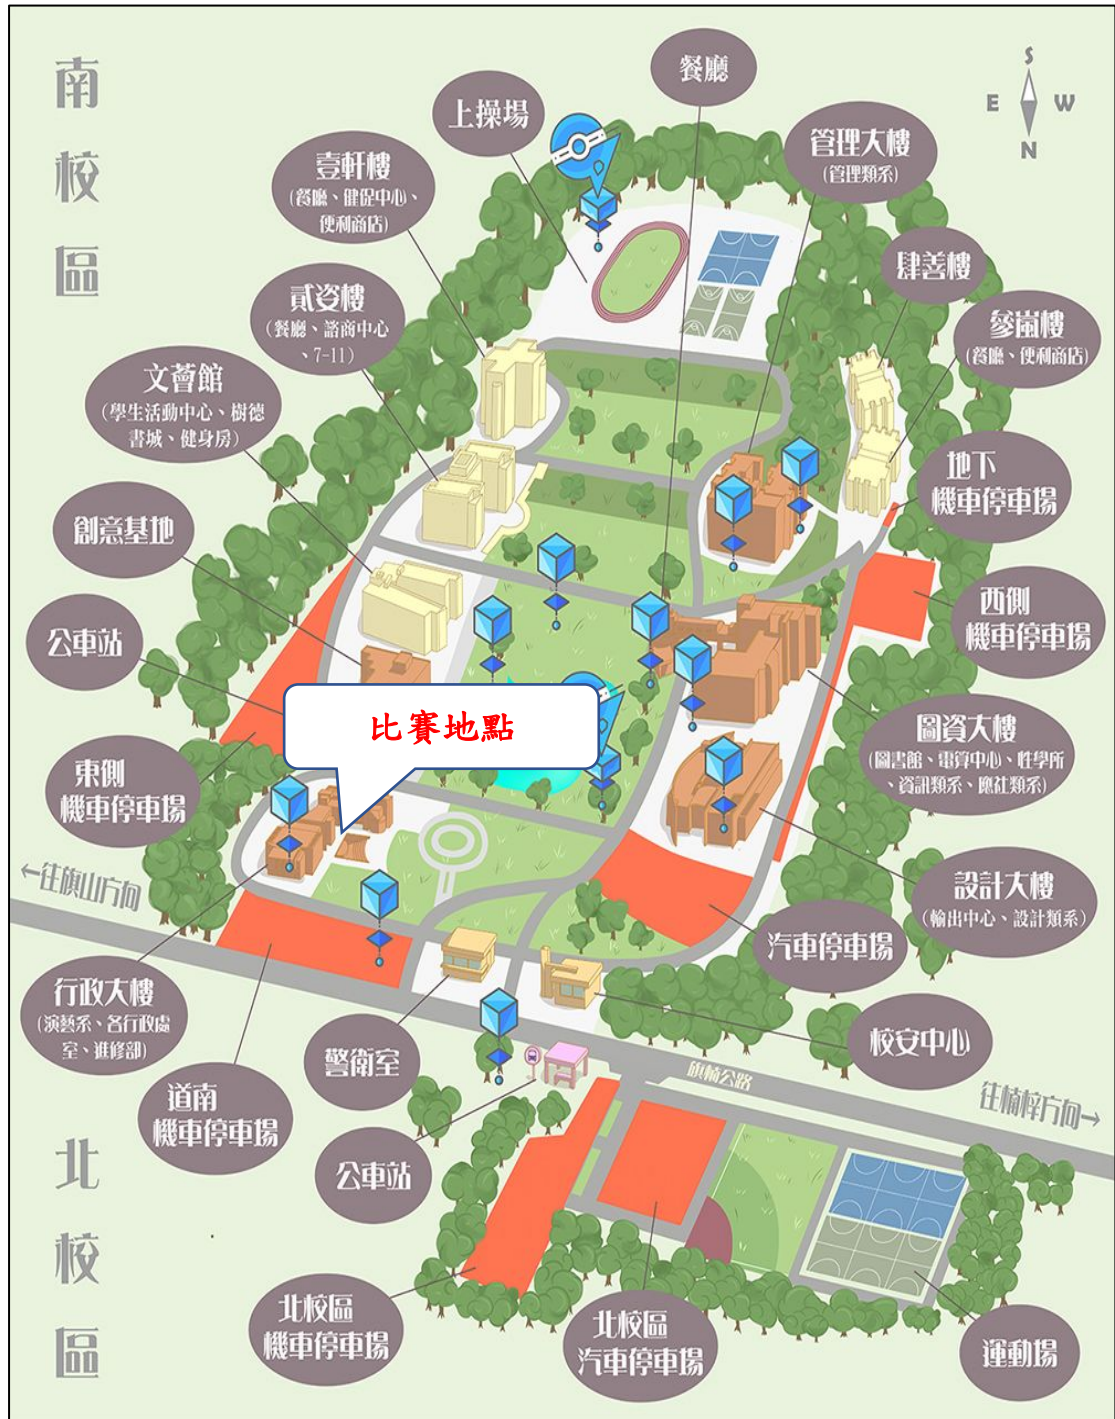 南
校
區
S
E
W
N
餐廳
上操場
管理大樓
(管理類系)
壹軒樓
(餐廳、健促中心、
便利商店)
肆善樓
貳姿樓
(餐廳、諮商中心
、7-11)
參嵐樓
(餐廳、便利商店)
文薈館
(學生活動中心、樹德
書城、健身房)
地下
機車停車場
創意基地
西側
機車停車場
公車站
比賽地點
圖資大樓
(圖書館、電算中心、性學所
、資訊類系、應社類系)
東側
機車停車場
←往旗山方向
設計大樓
(輸出中心、設計類系)
汽車停車場
行政大樓
(演藝系、各行政處
室、進修部)
校安中心
警衛室
旗楠公路
往楠梓方向→
道南
機車停車場
公車站
北
校
區
北校區
機車停車場
北校區
汽車停車場
運動場